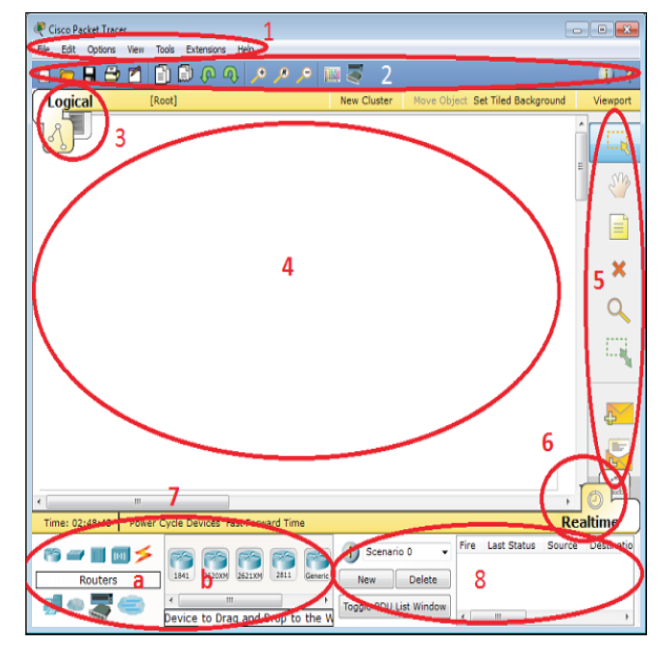 Cisco Packet Tracer
1
File Edit Options View Tools Extensions Help
2
Logical [Root] New Cluster Move Object Set Tiled Background Viewport
3
4
5
6
7
Time: 02:48:43 Power Cycle Devices Fast Forward Time Realtime
Scenario 0 Fire Last Status Source Destinatio
1841 2620XM 2621XM 2811 Generic
Routers a b New Delete 8
Toggle PDU List Window
Device to Drag and Drop to the W